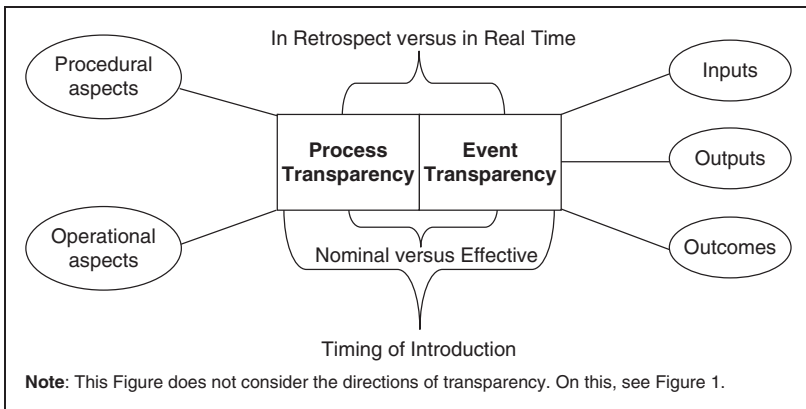 In Retrospect versus in Real Time
Procedural
aspects
Inputs
Process
Transparency
Event
Transparency
Outputs
Operational
aspects
Nominal versus Effective
Outcomes
Timing of Introduction
Note: This Figure does not consider the directions of transparency. On this, see Figure 1.